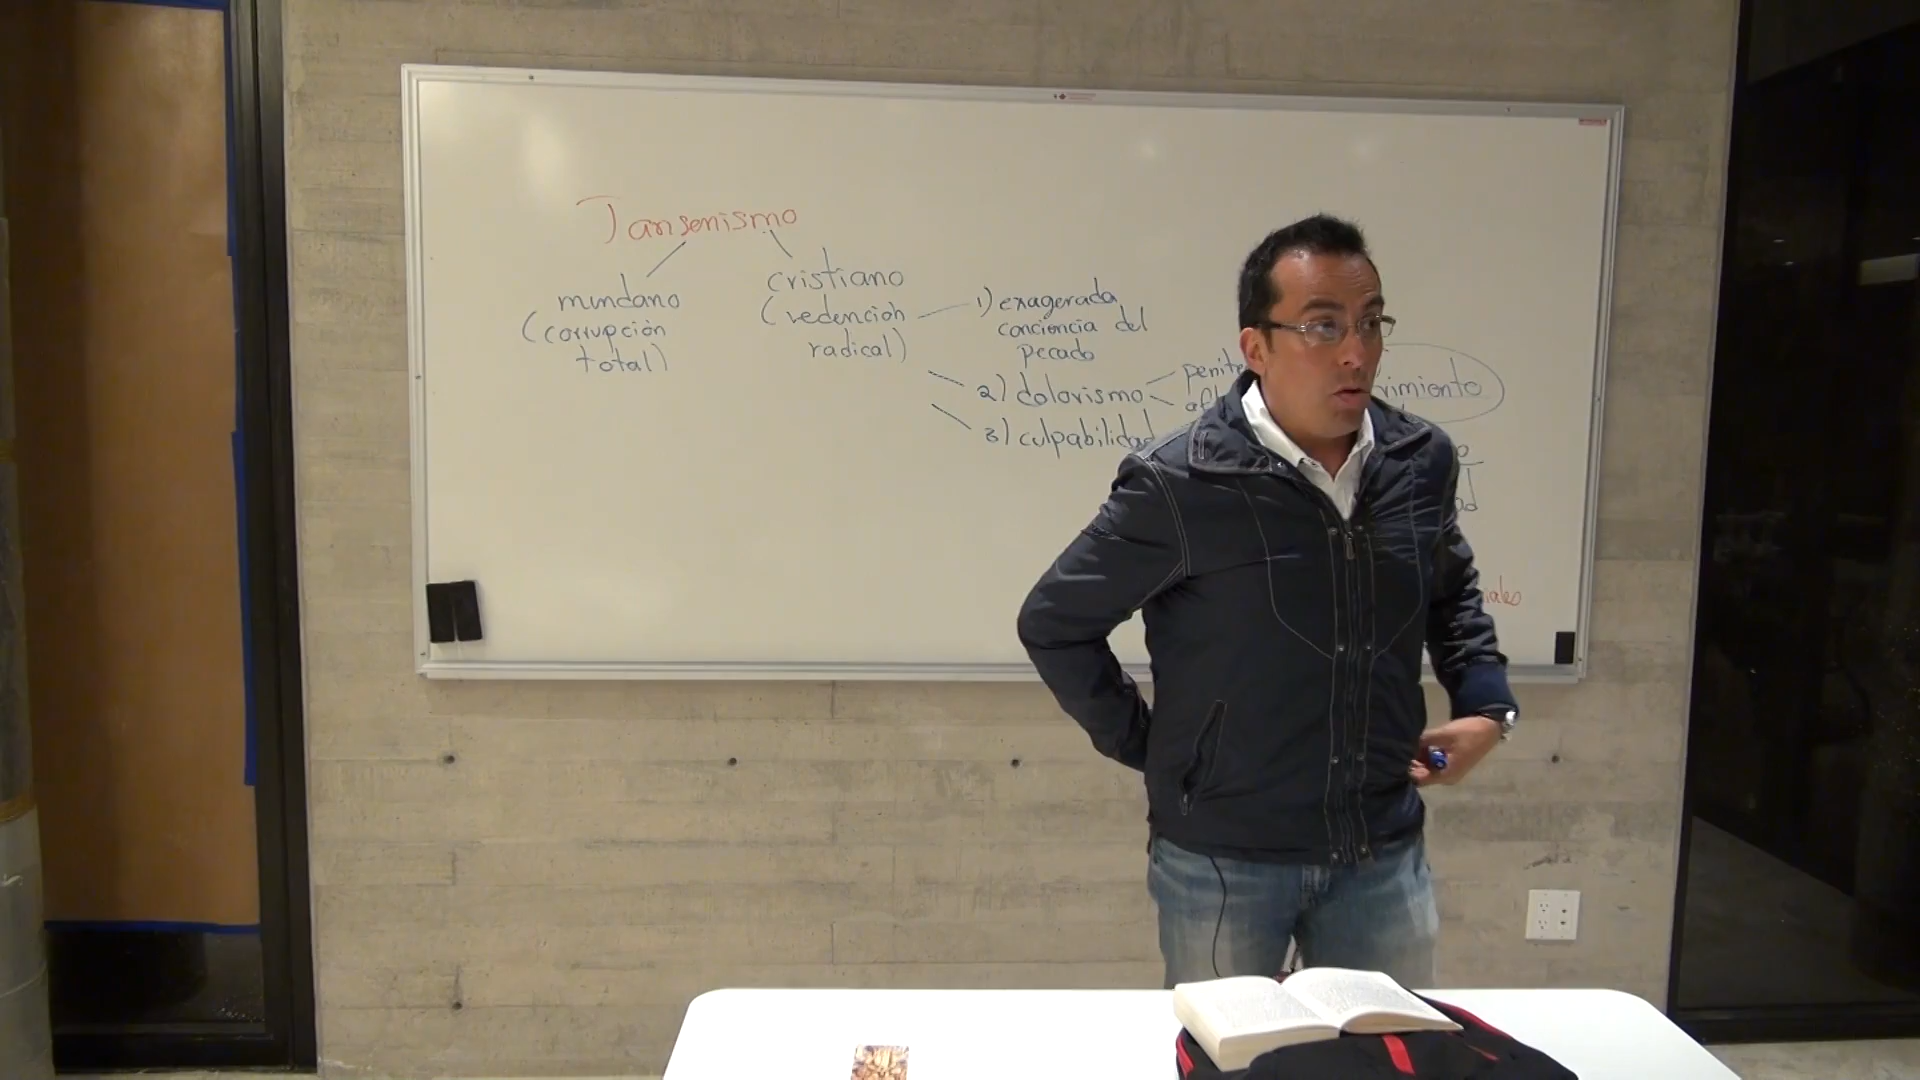 Jansenismo
mundano
(corrupción
total)
cristiano
(redención
radical)
1) exagerada
conciencia del
pecado
2) dolorismo
3) culpabilidad